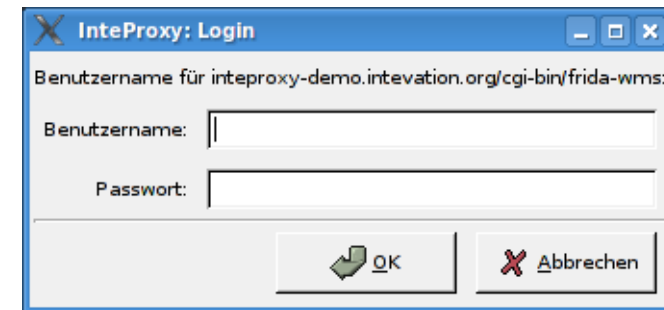 InteProxy: Login
Benutzername für inteproxy-demo.intevation.org/cgi-bin/frida-wms:
Benutzername:
Passwort:
OK Abbrechen